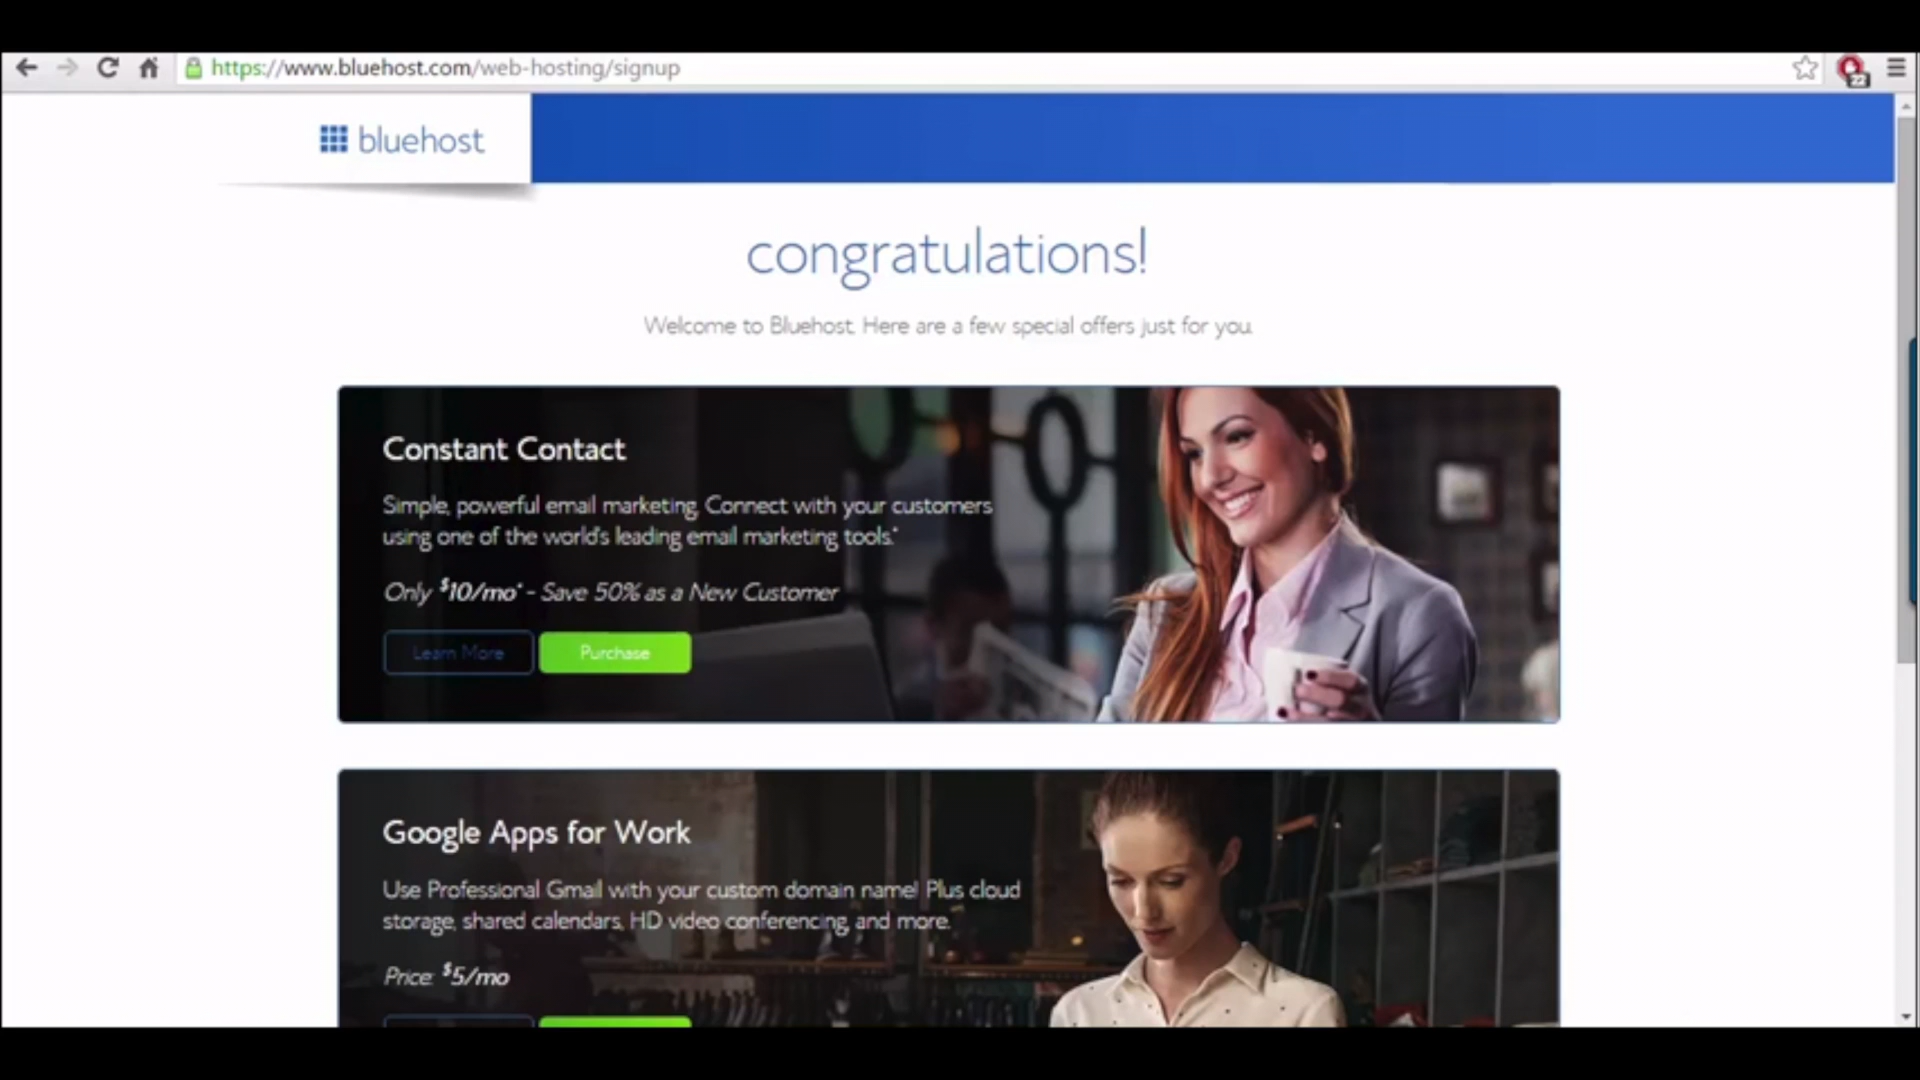 https://www.bluehost.com/web-hosting/signup
22
bluehost
congratulations!
Welcome to Bluehost. Here are a few special offers just for you.
Constant Contact
Simple, powerful email marketing. Connect with your customers
using one of the world's leading email marketing tools.*
Only $10/mo* - Save 50% as a New Customer
Learn More
Purchase
Google Apps for Work
Use Professional Gmail with your custom domain name! Plus cloud
storage, shared calendars, HD video conferencing, and more.
Price: $5/mo